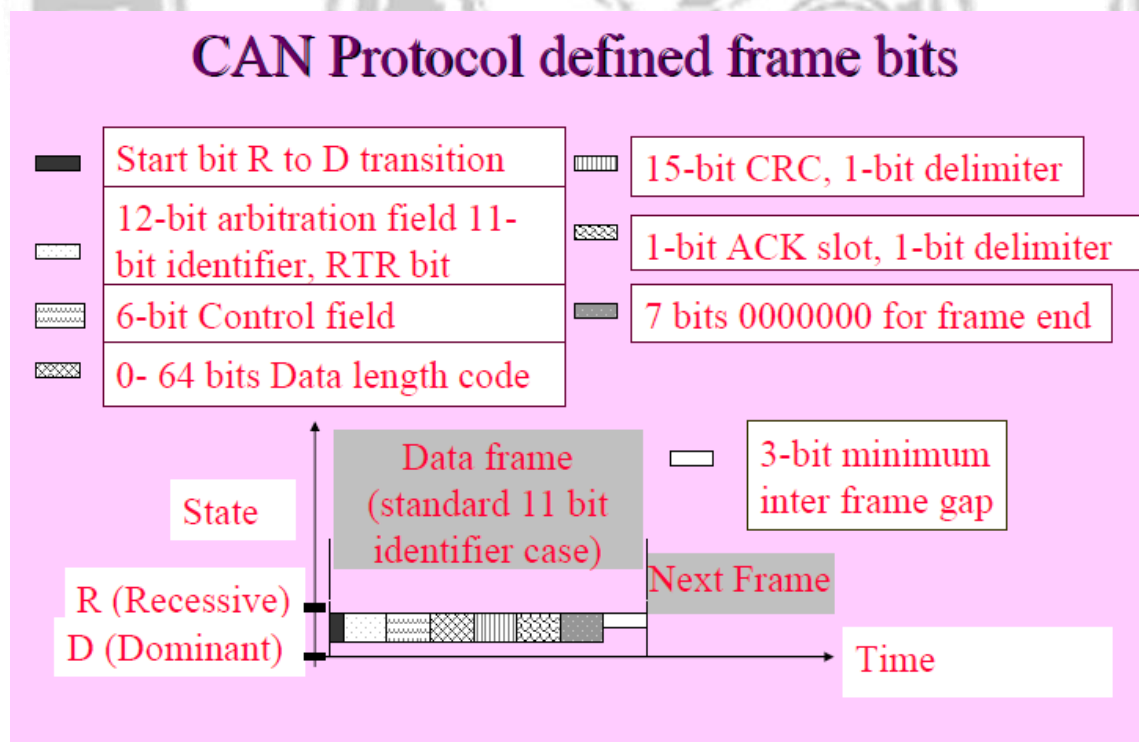 CAN Protocol defined frame bits
Start bit R to D transition
12-bit arbitration field 11-
bit identifier, RTR bit
6-bit Control field
0- 64 bits Data length code
15-bit CRC, 1-bit delimiter
1-bit ACK slot, 1-bit delimiter
7 bits 0000000 for frame end
Data frame
(standard 11 bit
identifier case)
3-bit minimum
inter frame gap
State
Next Frame
R (Recessive)
D (Dominant)
Time